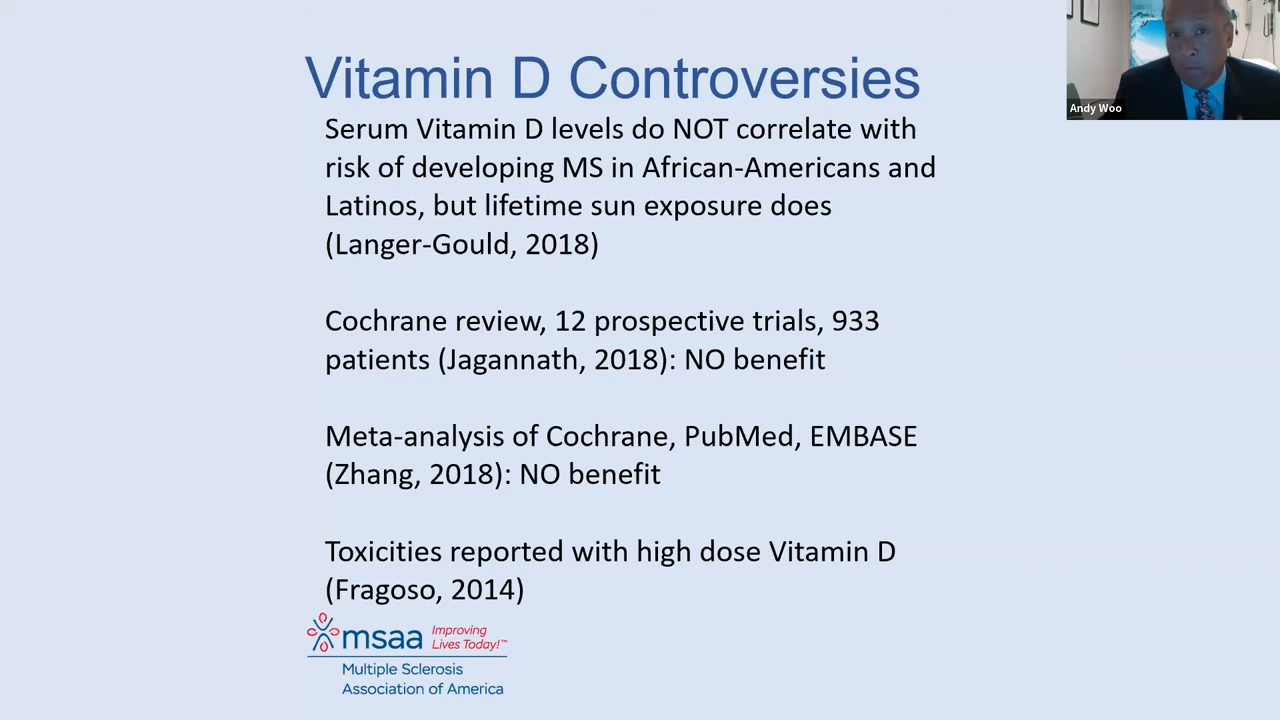 Vitamin D Controversies
Andy Woo
Serum Vitamin D levels do NOT correlate with
risk of developing MS in African-Americans and
Latinos, but lifetime sun exposure does
(Langer-Gould, 2018)
Cochrane review, 12 prospective trials, 933
patients (Jagannath, 2018): NO benefit
Meta-analysis of Cochrane, PubMed, EMBASE
(Zhang, 2018): NO benefit
Toxicities reported with high dose Vitamin D
(Fragoso, 2014)
msaa Improving
Lives Today!™
Multiple Sclerosis
Association of America